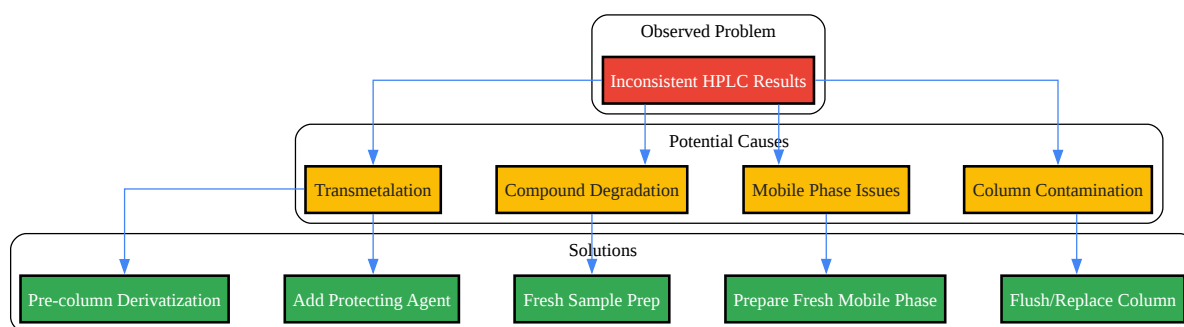 Observed Problem
Inconsistent HPLC Results
Potential Causes
Transmetalation
Compound Degradation
Mobile Phase Issues
Column Contamination
Solutions
Pre-column Derivatization
Add Protecting Agent
Fresh Sample Prep
Prepare Fresh Mobile Phase
Flush/Replace Column